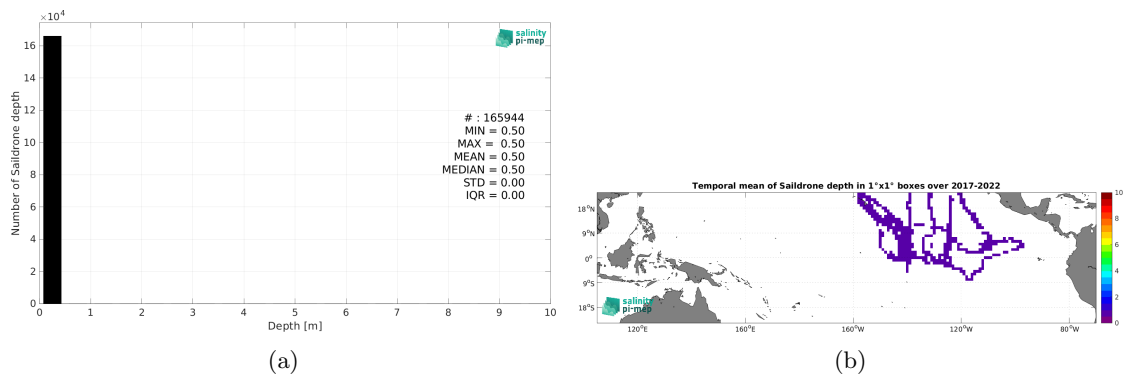 ×10⁴
16
14
12
10
8
6
4
2
0
Number of Saildrone depth
salinity
pi-mep
# : 165944
MIN = 0.50
MAX = 0.50
MEAN = 0.50
MEDIAN = 0.50
STD = 0.00
IQR = 0.00
0 1 2 3 4 5 6 7 8 9 10
Depth [m]
(a)
Temporal mean of Saildrone depth in 1°x1° boxes over 2017-2022
18°N
9°N
0°
9°S
18°S
salinity
pi-mep
120°E 160°E 160°W 120°W 80°W
10
8
6
4
2
0
(b)